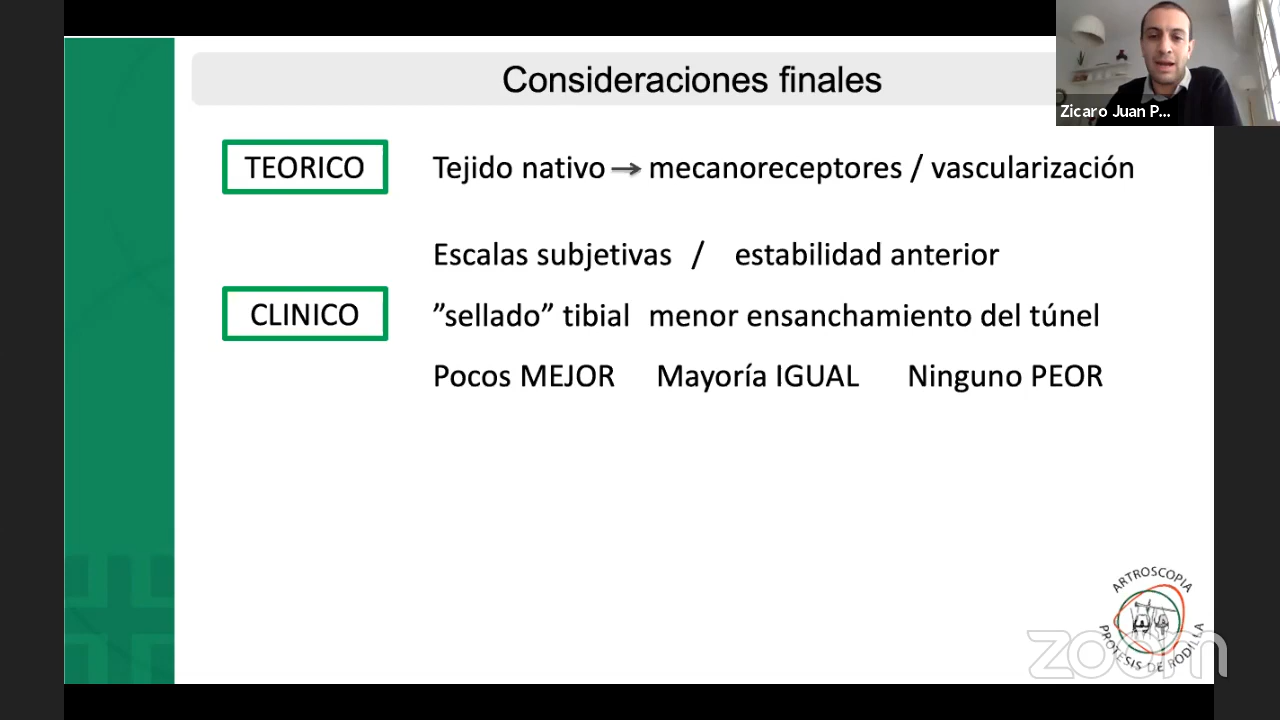 Consideraciones finales
Zicaro Juan P...
TEORICO
Tejido nativo → mecanoreceptores / vascularización
Escalas subjetivas / estabilidad anterior
CLINICO
”sellado” tibial menor ensanchamiento del túnel
Pocos MEJOR Mayoría IGUAL Ninguno PEOR
ARTROSCOPIA
PROTESIS DE RODILLA
zoom